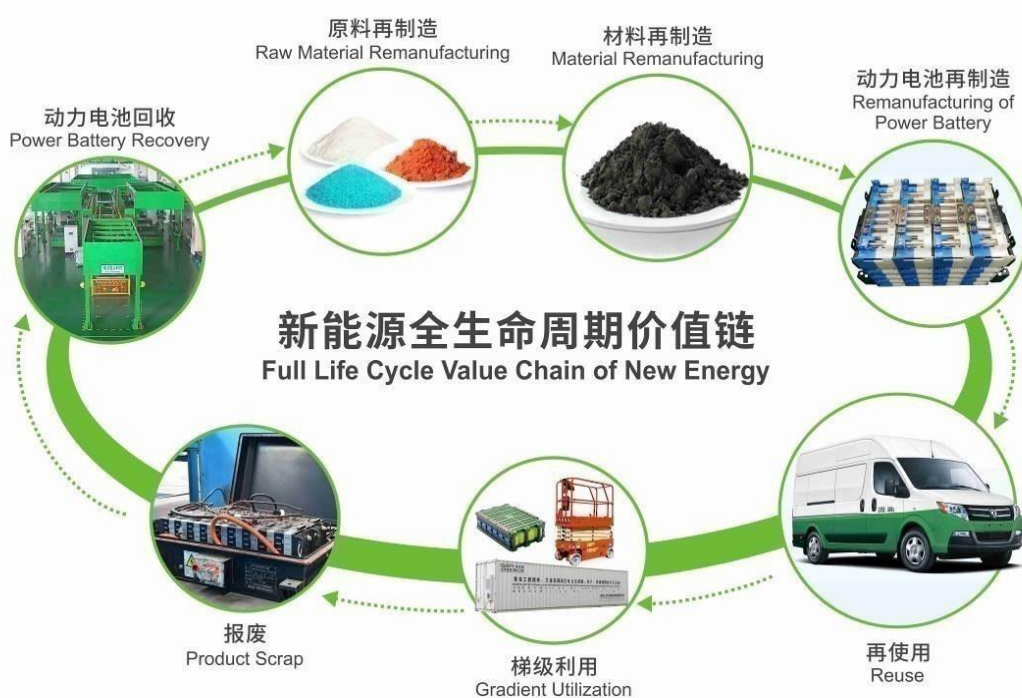 原料再制造
Raw Material Remanufacturing
材料再制造
Material Remanufacturing
动力电池再制造
Remanufacturing of
Power Battery
动力电池回收
Power Battery Recovery
新能源全生命周期价值链
Full Life Cycle Value Chain of New Energy
报废
Product Scrap
梯级利用
Gradient Utilization
再使用
Reuse